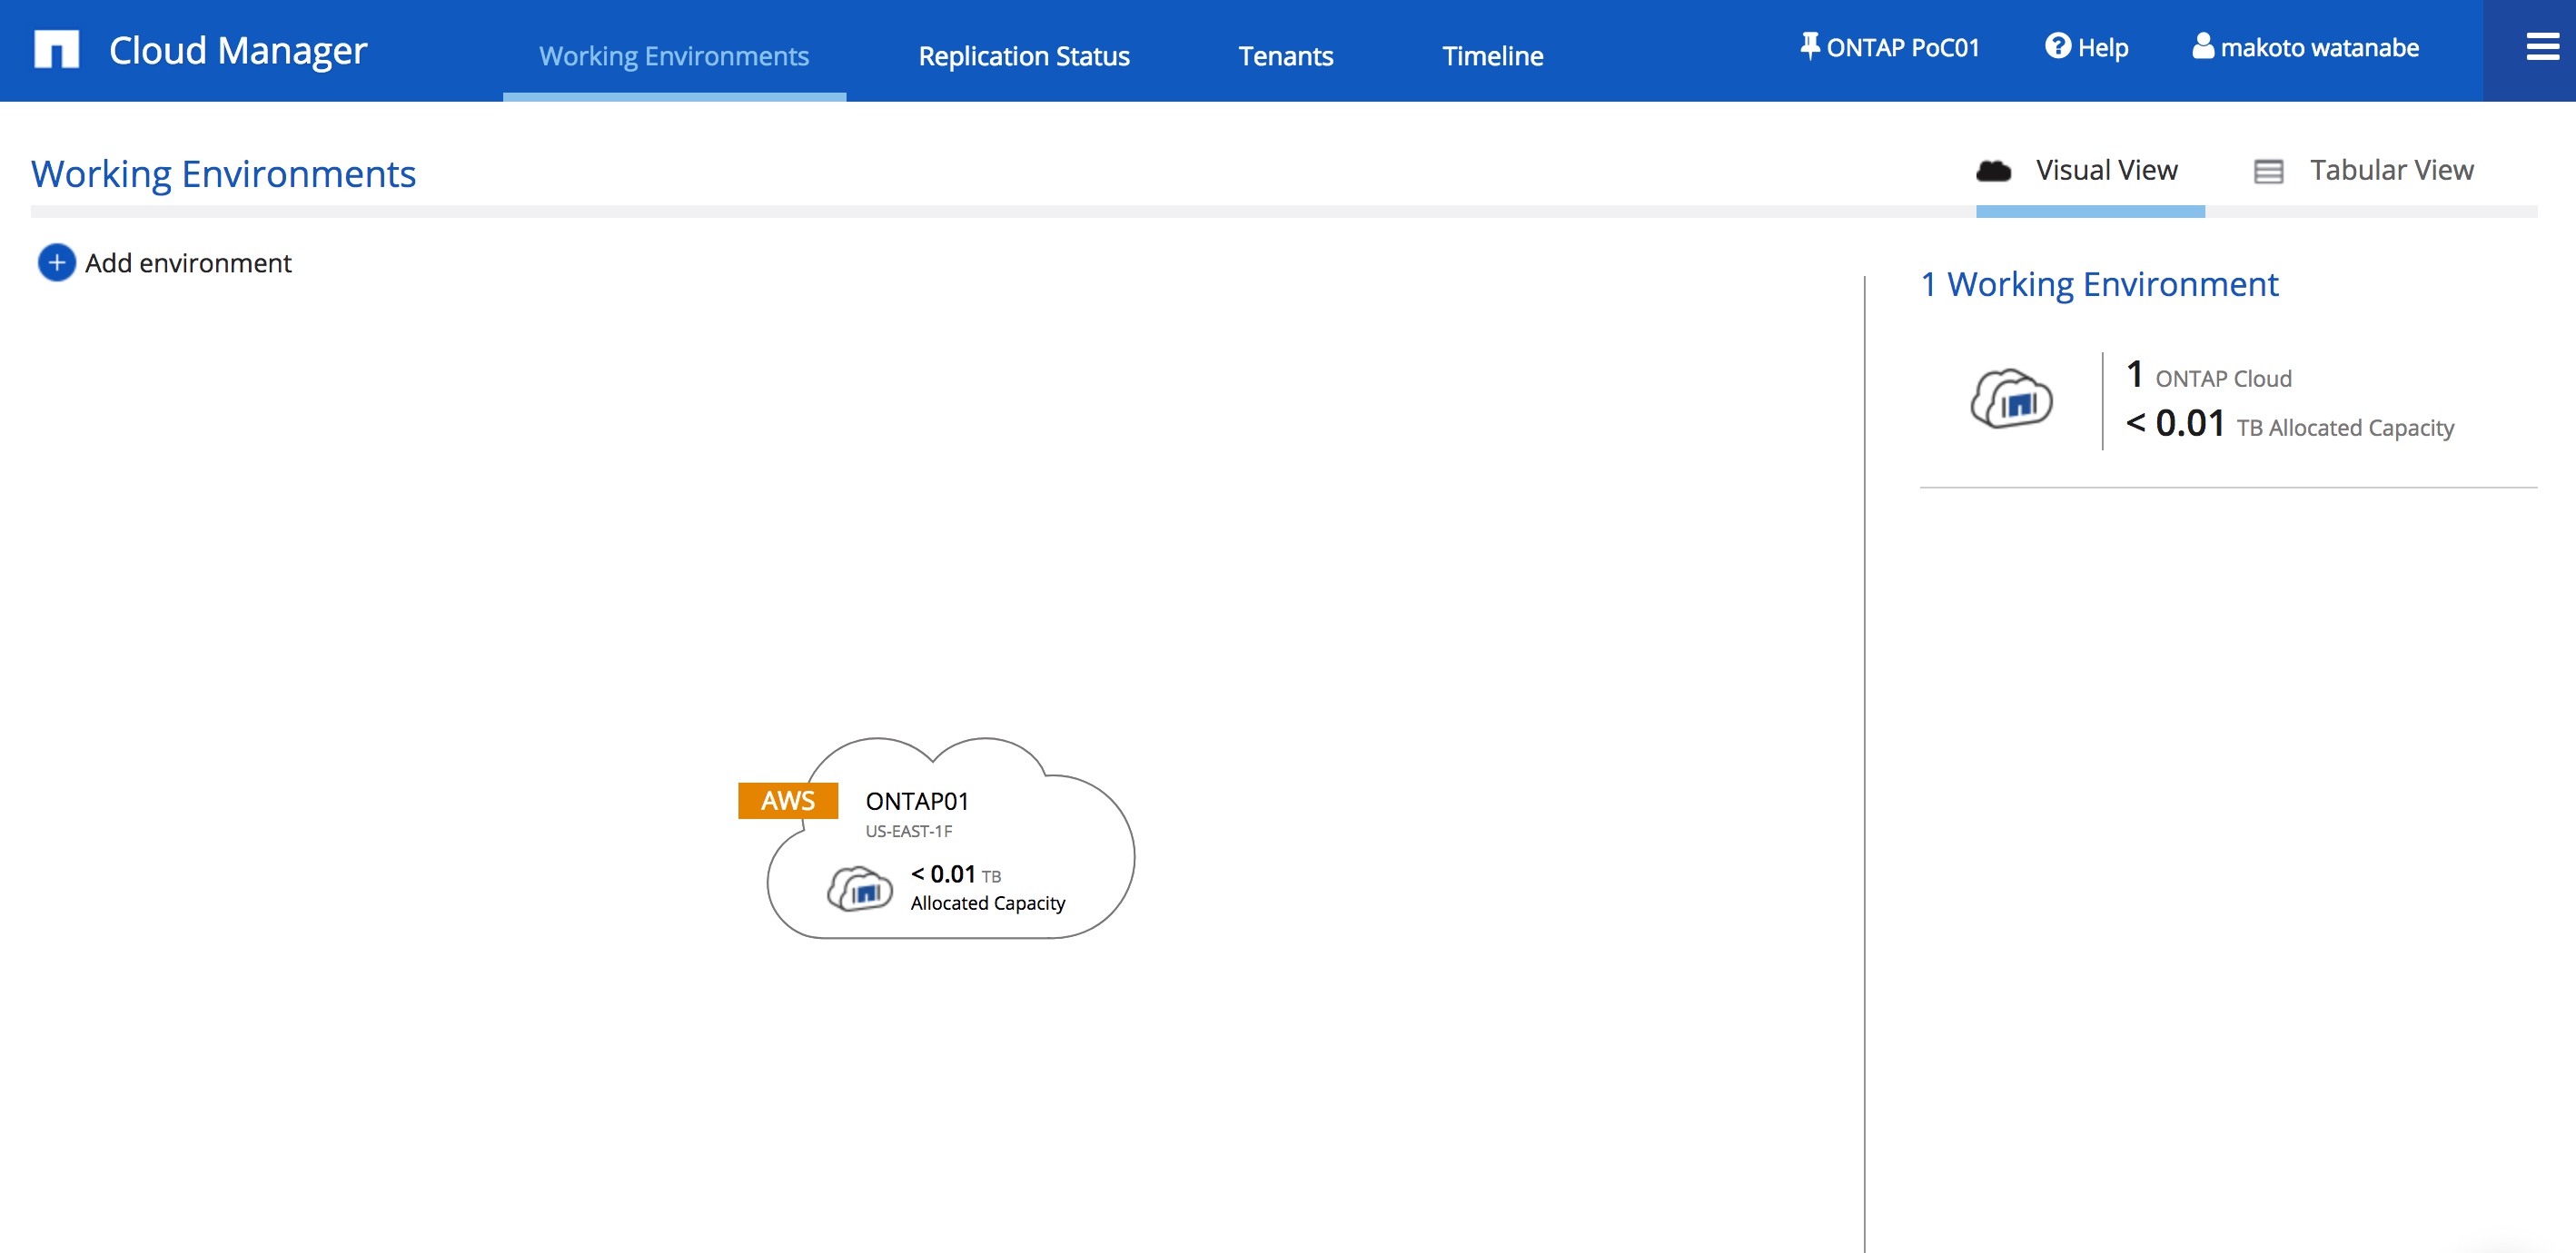 Cloud Manager
Working Environments
Replication Status
Tenants
Timeline
ONTAP PoC01
Help
makoto watanabe
Working Environments
Visual View
Tabular View
Add environment
1 Working Environment
1 ONTAP Cloud
< 0.01 TB Allocated Capacity
AWS
ONTAP01
US-EAST-1F
< 0.01 TB
Allocated Capacity